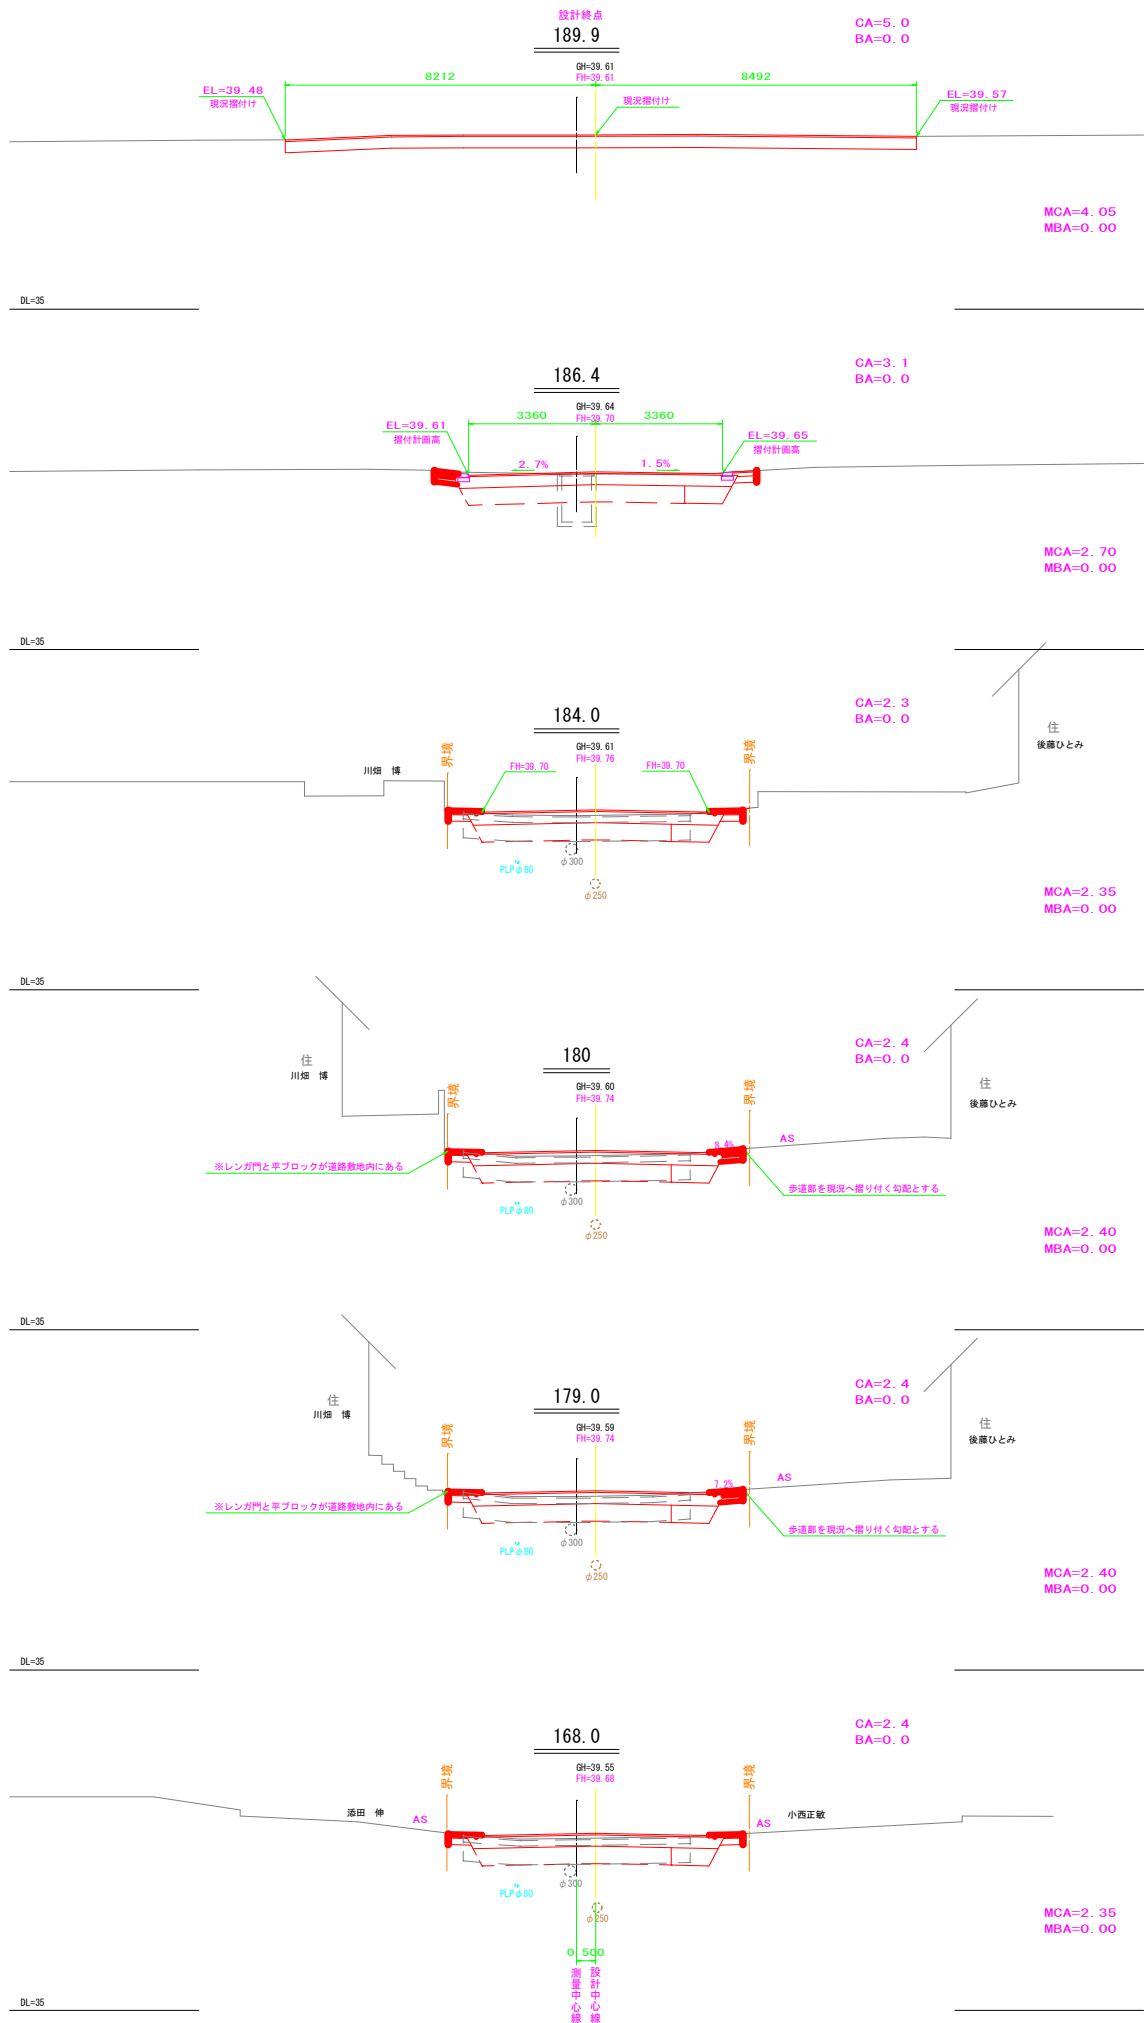 設計終点
189.9
CA=5.0
BA=0.0
GH=39.61
FH=39.61
8212
8492
EL=39.48
現況摺付け
現況摺付け
EL=39.57
現況摺付け
MCA=4.05
MBA=0.00
DL=35
186.4
CA=3.1
BA=0.0
GH=39.64
FH=39.70
3360
3360
EL=39.61
摺付計画高
EL=39.65
摺付計画高
2.7%
1.5%
MCA=2.70
MBA=0.00
DL=35
184.0
CA=2.3
BA=0.0
GH=39.61
FH=39.76
界境
界境
住
後藤ひとみ
川畑 博
FH=39.70
FH=39.70
PLPφ80
φ300
φ250
MCA=2.35
MBA=0.00
DL=35
180
CA=2.4
BA=0.0
GH=39.60
FH=39.74
住
川畑 博
界境
界境
住
後藤ひとみ
8.4%
AS
※レンガ門と平ブロックが道路敷地内にある
歩道部を現況へ摺り付く勾配とする
PLPφ80
φ300
φ250
MCA=2.40
MBA=0.00
DL=35
179.0
CA=2.4
BA=0.0
GH=39.59
FH=39.74
住
川畑 博
界境
界境
住
後藤ひとみ
7.2%
AS
※レンガ門と平ブロックが道路敷地内にある
歩道部を現況へ摺り付く勾配とする
PLPφ80
φ300
φ250
MCA=2.40
MBA=0.00
DL=35
168.0
CA=2.4
BA=0.0
GH=39.55
FH=39.68
界境
界境
添田 伸
AS
小西正敏
AS
PLPφ80
φ300
φ250
MCA=2.35
MBA=0.00
0.500
測量中心線
設計中心線
DL=35